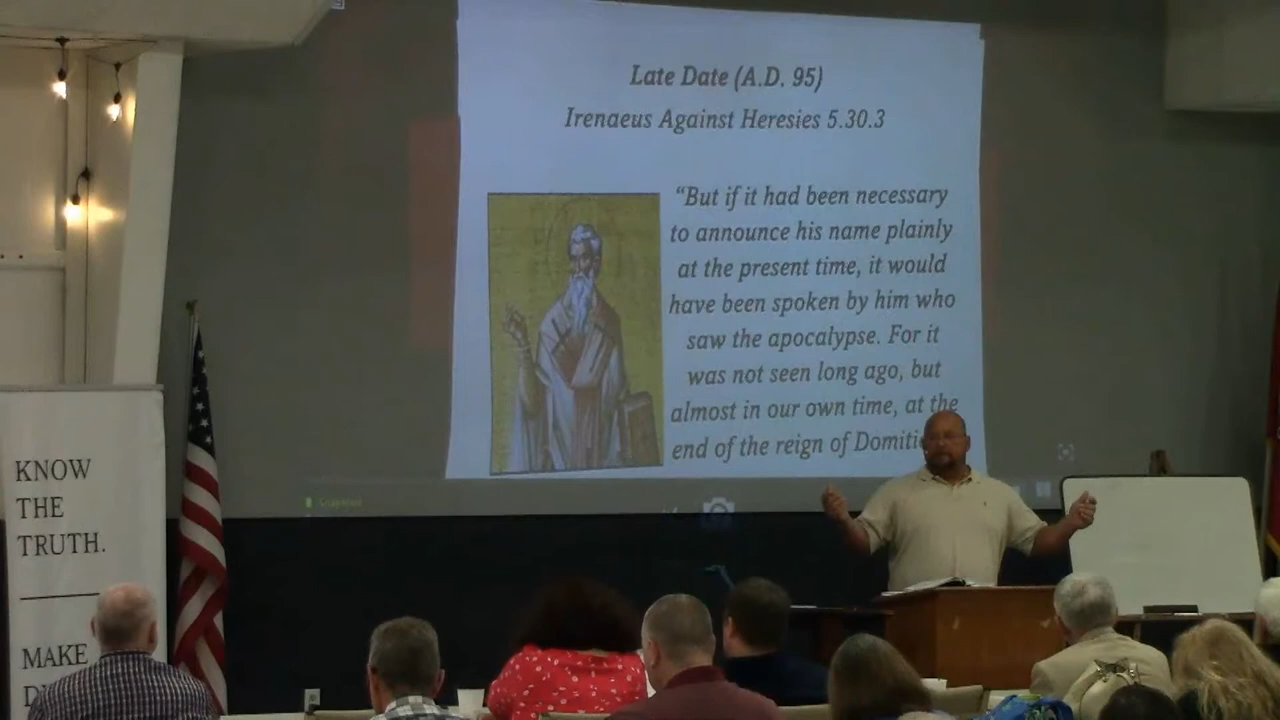 Late Date (A.D. 95)
Irenaeus Against Heresies 5.30.3
“But if it had been necessary
to announce his name plainly
at the present time, it would
have been spoken by him who
saw the apocalypse. For it
was not seen long ago, but
almost in our own time, at the
end of the reign of Domiti
KNOW
THE
TRUTH.
MAKE